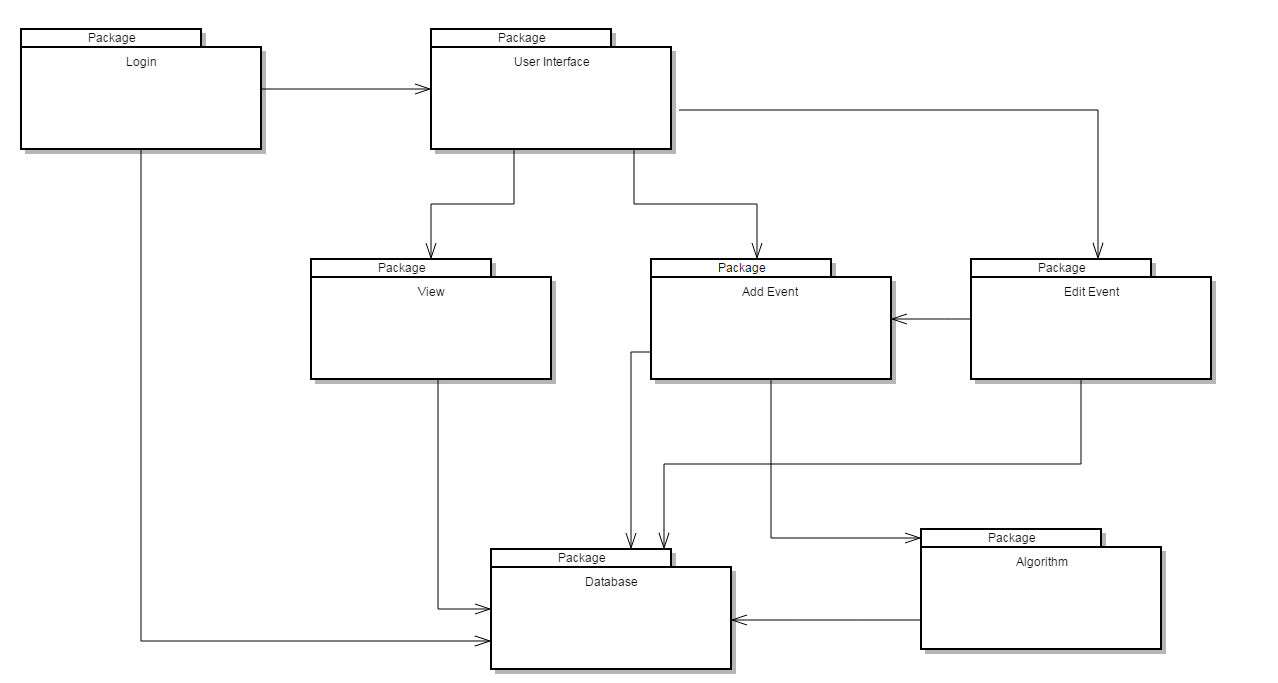 Package
Login
Package
User Interface
Package
View
Package
Add Event
Package
Edit Event
Package
Database
Package
Algorithm